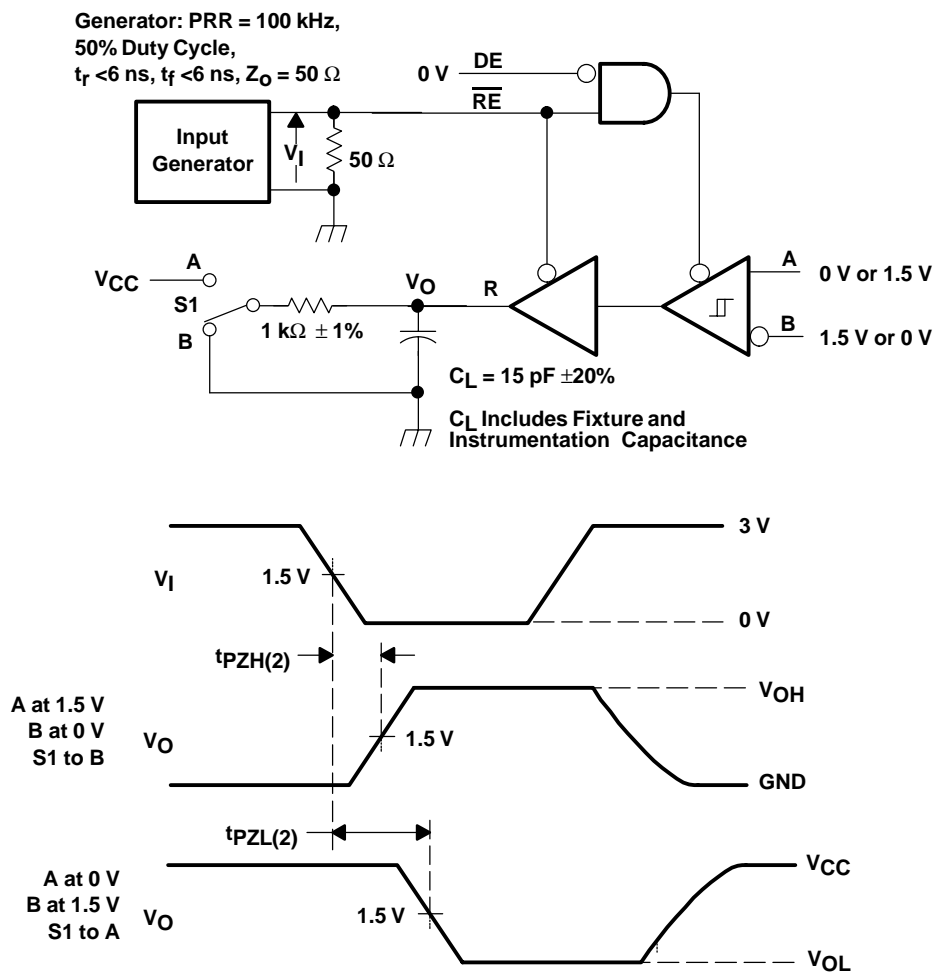 Generator: PRR = 100 kHz,
50% Duty Cycle,
tr <6 ns, tf <6 ns, ZO = 50 Ω
0 V
DE
RE
Input
Generator
VI
50 Ω
VCC
A
S1
B
1 kΩ ± 1%
VO
R
CL = 15 pF ±20%
CL Includes Fixture and
Instrumentation Capacitance
A
0 V or 1.5 V
B
1.5 V or 0 V
VI
1.5 V
3 V
0 V
tPZH(2)
A at 1.5 V
B at 0 V
S1 to B
VO
1.5 V
VOH
GND
tPZL(2)
A at 0 V
B at 1.5 V
S1 to A
VO
1.5 V
VCC
VOL